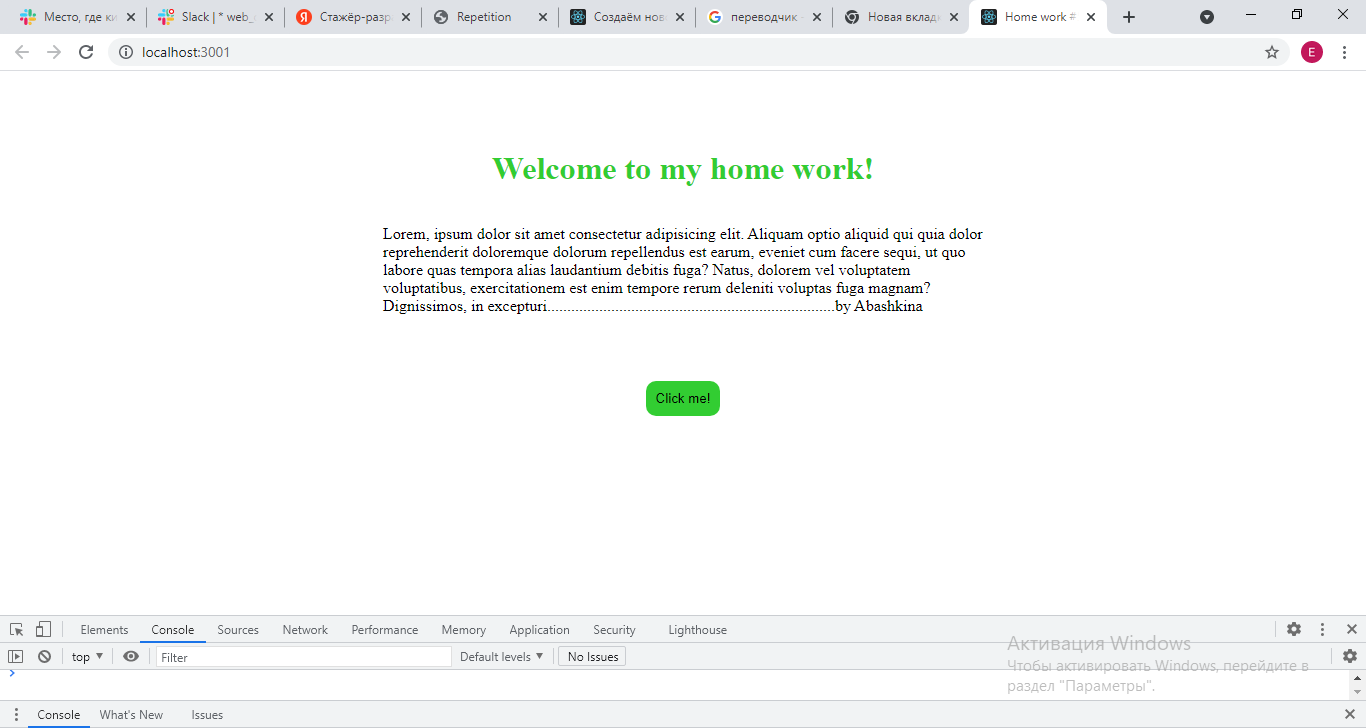 Место, где ки
Slack | * web_
Стажёр-разр
Repetition
Создаём нов
переводчик -
Новая вклад
Home work #
localhost:3001
E
Welcome to my home work!
Lorem, ipsum dolor sit amet consectetur adipisicing elit. Aliquam optio aliquid qui quia dolor
reprehenderit doloremque dolorum repellendus est earum, eveniet cum facere sequi, ut quo
labore quas tempora alias laudantium debitis fuga? Natus, dolorem vel voluptatem
voluptatibus, exercitationem est enim tempore rerum deleniti voluptas fuga magnam?
Dignissimos, in excepturi........................................................................by Abashkina
Click me!
Elements Console Sources Network Performance Memory Application Security Lighthouse
top Filter Default levels No Issues
Активация Windows
Чтобы активировать Windows, перейдите в
раздел "Параметры".
Console What's New Issues